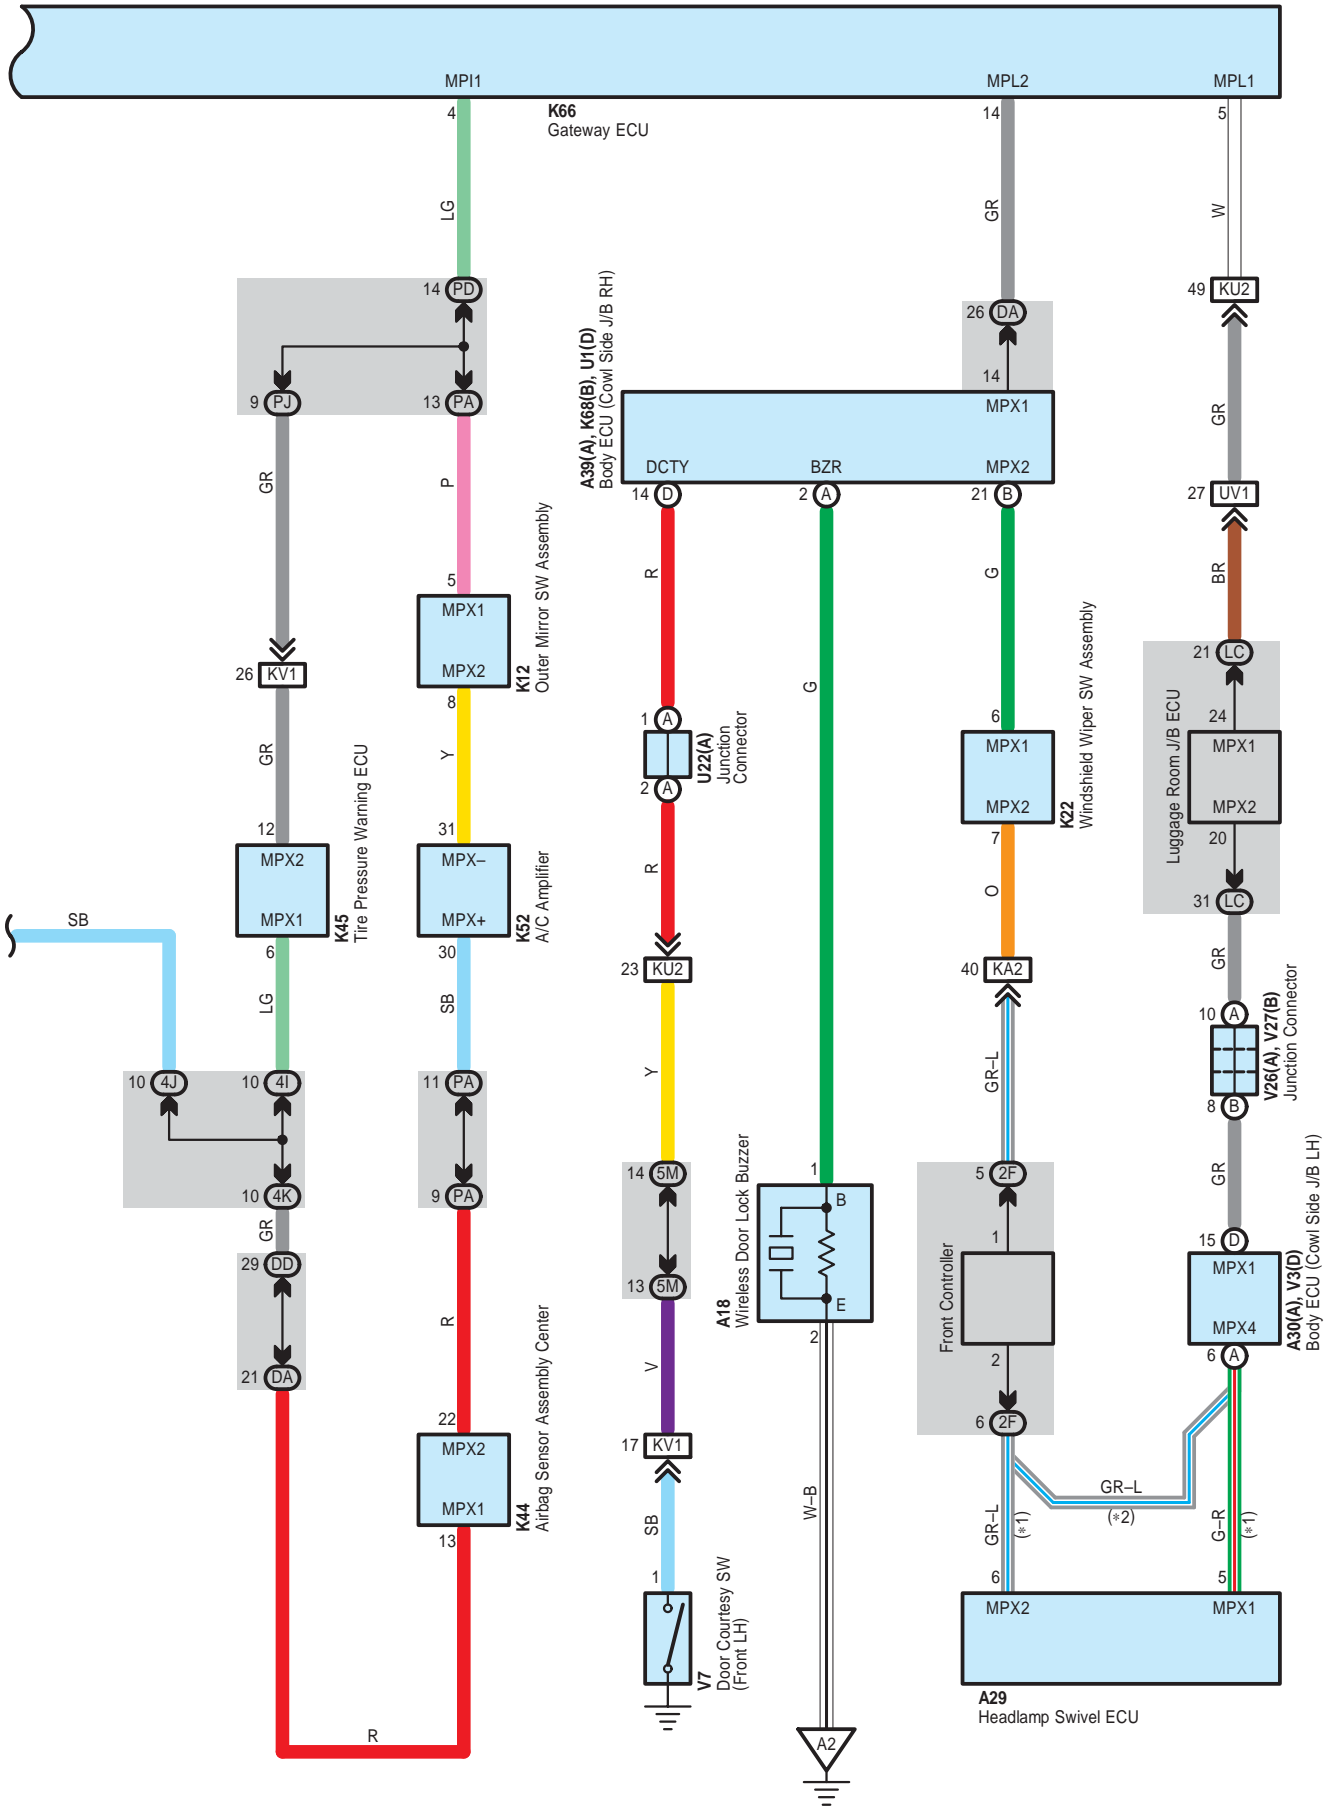 MPI1
MPL2
MPL1
4
K66
Gateway ECU
14
5
LG
GR
W
14 PD
26 DA
49 KU2
9 PJ
13 PA
14
A39(A), K68(B), U1(D)
Body ECU (Cowl Side J/B RH)
MPX1
DCTY
BZR
MPX2
14 D
2 A
21 B
GR
P
GR
27 UV1
R
G
G
BR
5
MPX1
MPX2
K12
Outer Mirror SW Assembly
8
26 KV1
21 LC
24
MPX1
MPX2
20
Luggage Room J/B ECU
31 LC
1 A
U22(A)
Junction
Connector
2 A
6
MPX1
MPX2
K22
Windshield Wiper SW Assembly
7
GR
Y
R
O
12
MPX2
MPX1
K45
Tire Pressure Warning ECU
6
31
MPX–
MPX+
K52
A/C Amplifier
30
SB
23 KU2
40 KA2
GR
LG
SB
Y
GR–L
10 A
V26(A), V27(B)
Junction Connector
8 B
10 4J
10 4I
11 PA
10 4K
9 PA
14 5M
13 5M
5 2F
1
Front Controller
2
6 2F
GR
GR
29 DD
21 DA
1
B
E
A18
Wireless Door Lock Buzzer
2
15 D
MPX1
MPX4
A30(A), V3(D)
Body ECU (Cowl Side J/B LH)
6 A
R
V
22
MPX2
MPX1
K44
Airbag Sensor Assembly Center
13
17 KV1
SB
W–B
GR–L
(*1)
GR–L
(*2)
G–R
(*1)
1
V7
Door Courtesy SW
(Front LH)
6
5
MPX2
MPX1
A29
Headlamp Swivel ECU
R
A2